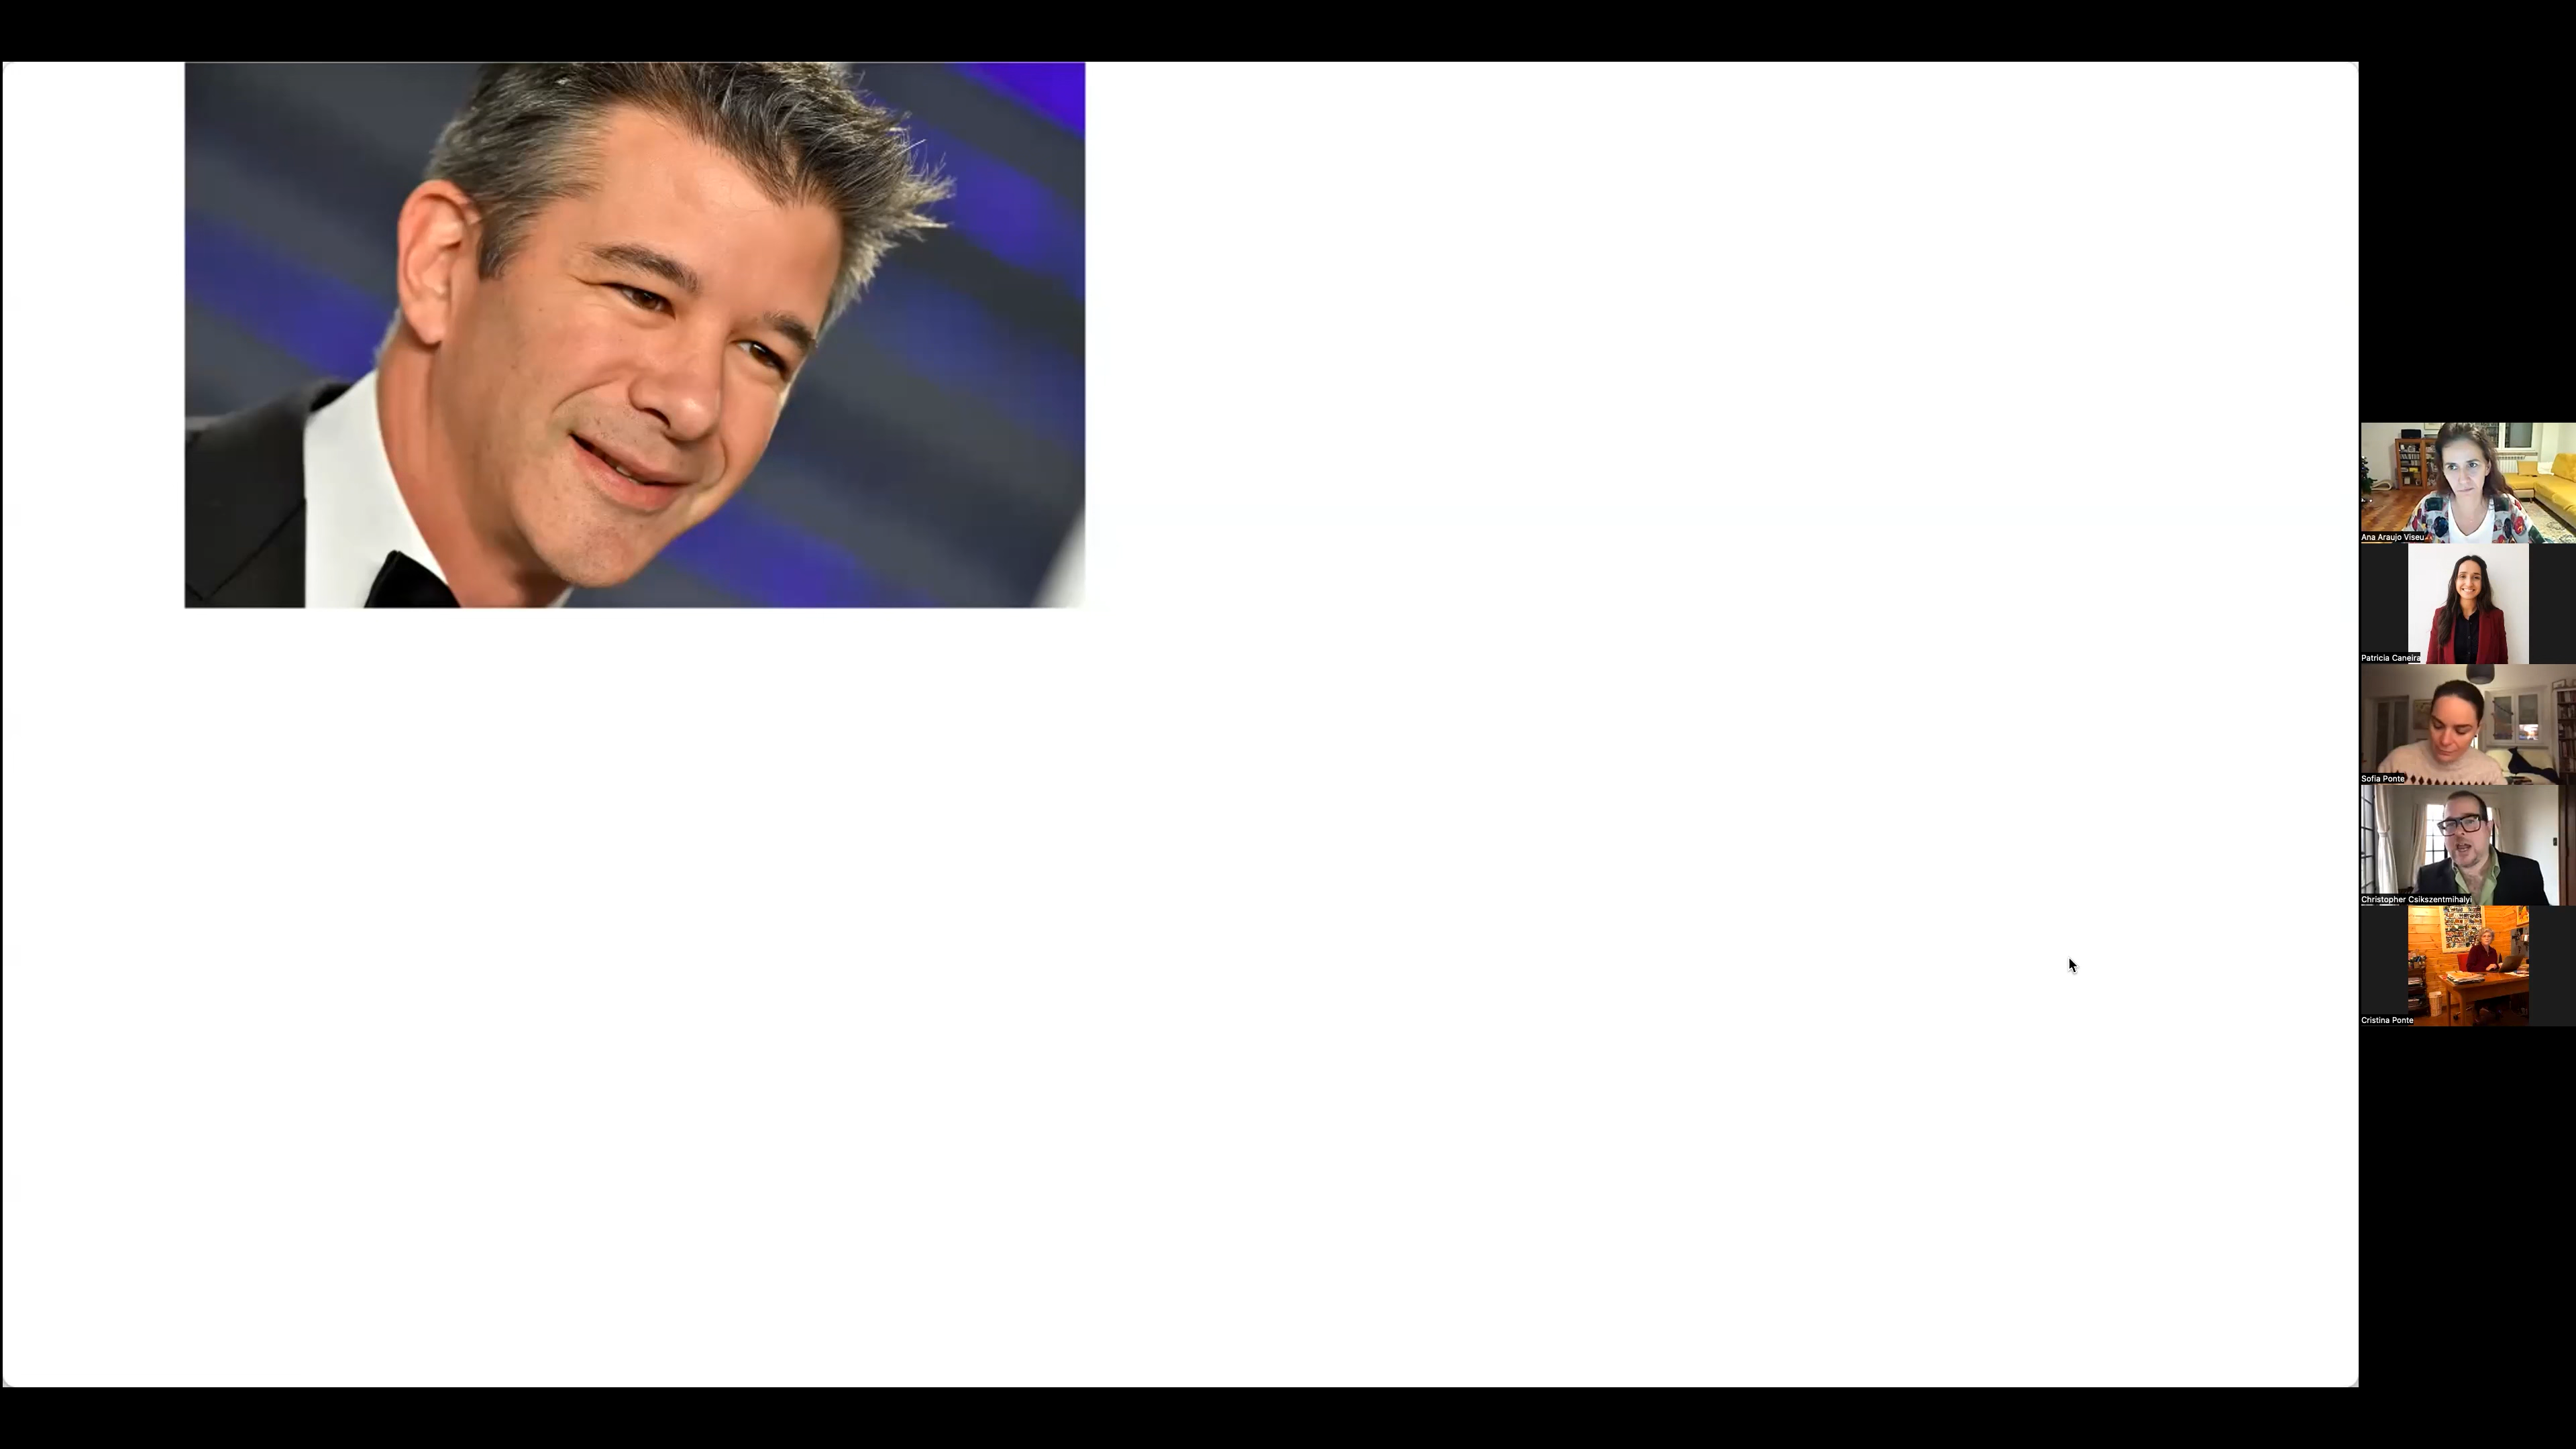 Ana Araujo Viseu
Patricia Caneira
Sofia Ponte
Christopher Csikszentmihalyi
Cristina Ponte